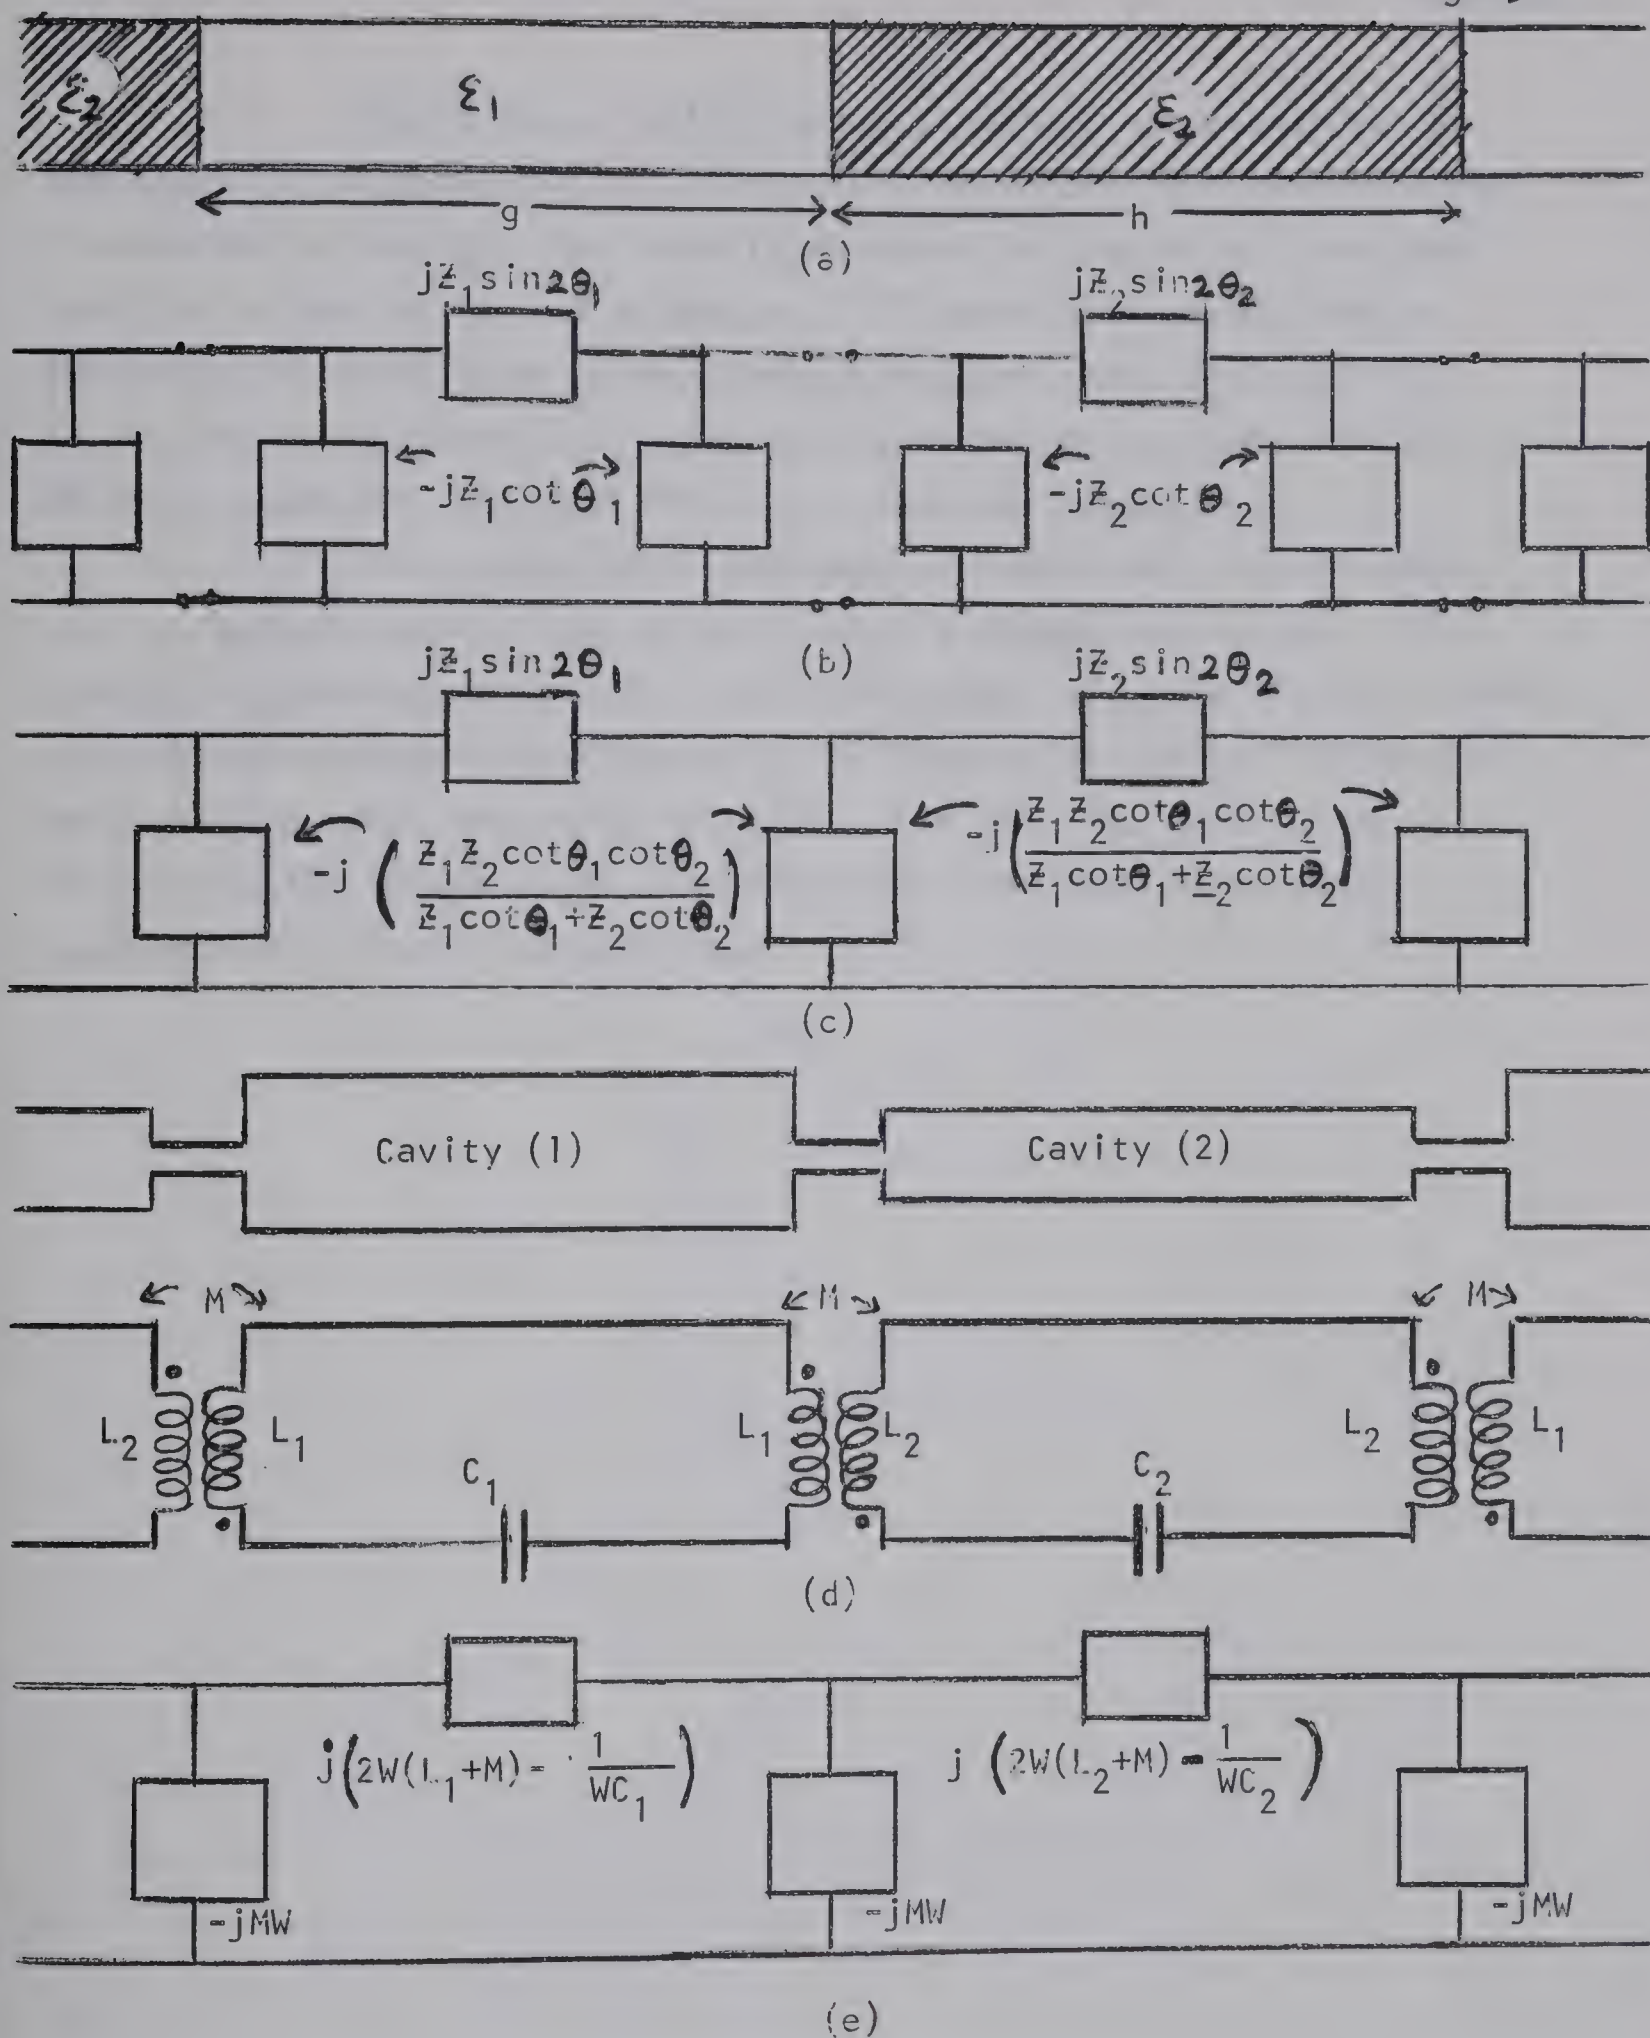 ε₂ ε₁ ε₂
g h
(a)
jZ₁sin2θ₁ jZ₂sin2θ₂
-jZ₁cotθ₁ -jZ₂cotθ₂
(b)
jZ₁sin2θ₁ jZ₂sin2θ₂
-j(Z₁Z₂cotθ₁cotθ₂/Z₁cotθ₁+Z₂cotθ₂) -j(Z₁Z₂cotθ₁cotθ₂/Z₁cotθ₁+Z₂cotθ₂)
(c)
Cavity (1) Cavity (2)
M M M
L₂ L₁ L₁ L₂ L₂ L₁
C₁ C₂
(d)
j(2W(L₁+M)-1/WC₁) j(2W(L₂+M)-1/WC₂)
-jMW -jMW -jMW
(e)